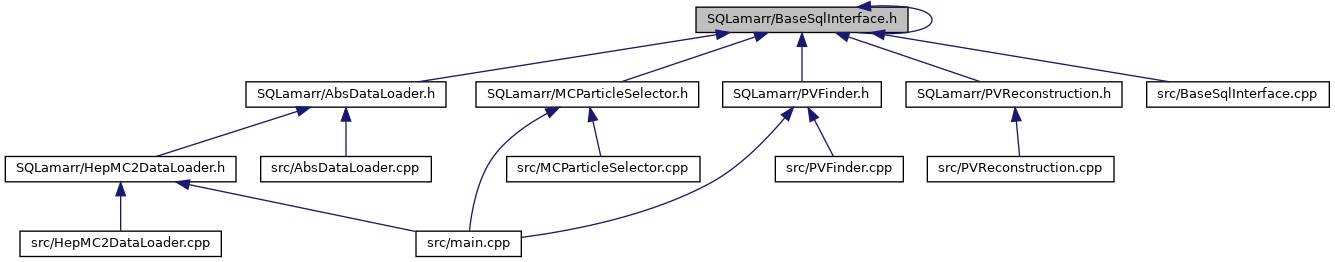 SQLamarr/BaseSqlInterface.h
SQLamarr/AbsDataLoader.h
SQLamarr/MCParticleSelector.h
SQLamarr/PVFinder.h
SQLamarr/PVReconstruction.h
src/BaseSqlInterface.cpp
SQLamarr/HepMC2DataLoader.h
src/AbsDataLoader.cpp
src/MCParticleSelector.cpp
src/PVFinder.cpp
src/PVReconstruction.cpp
src/HepMC2DataLoader.cpp
src/main.cpp